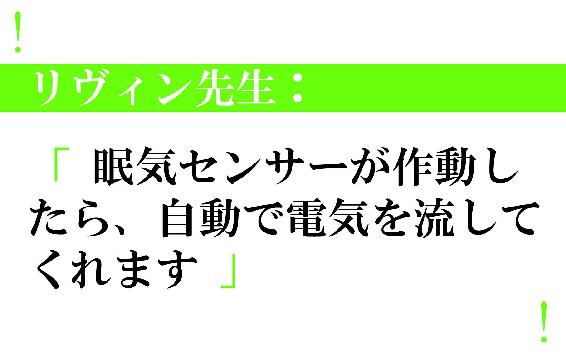 !
リヴィン先生：
「 眠気センサーが作動し
たら、自動で電気を流して
くれます 」
!